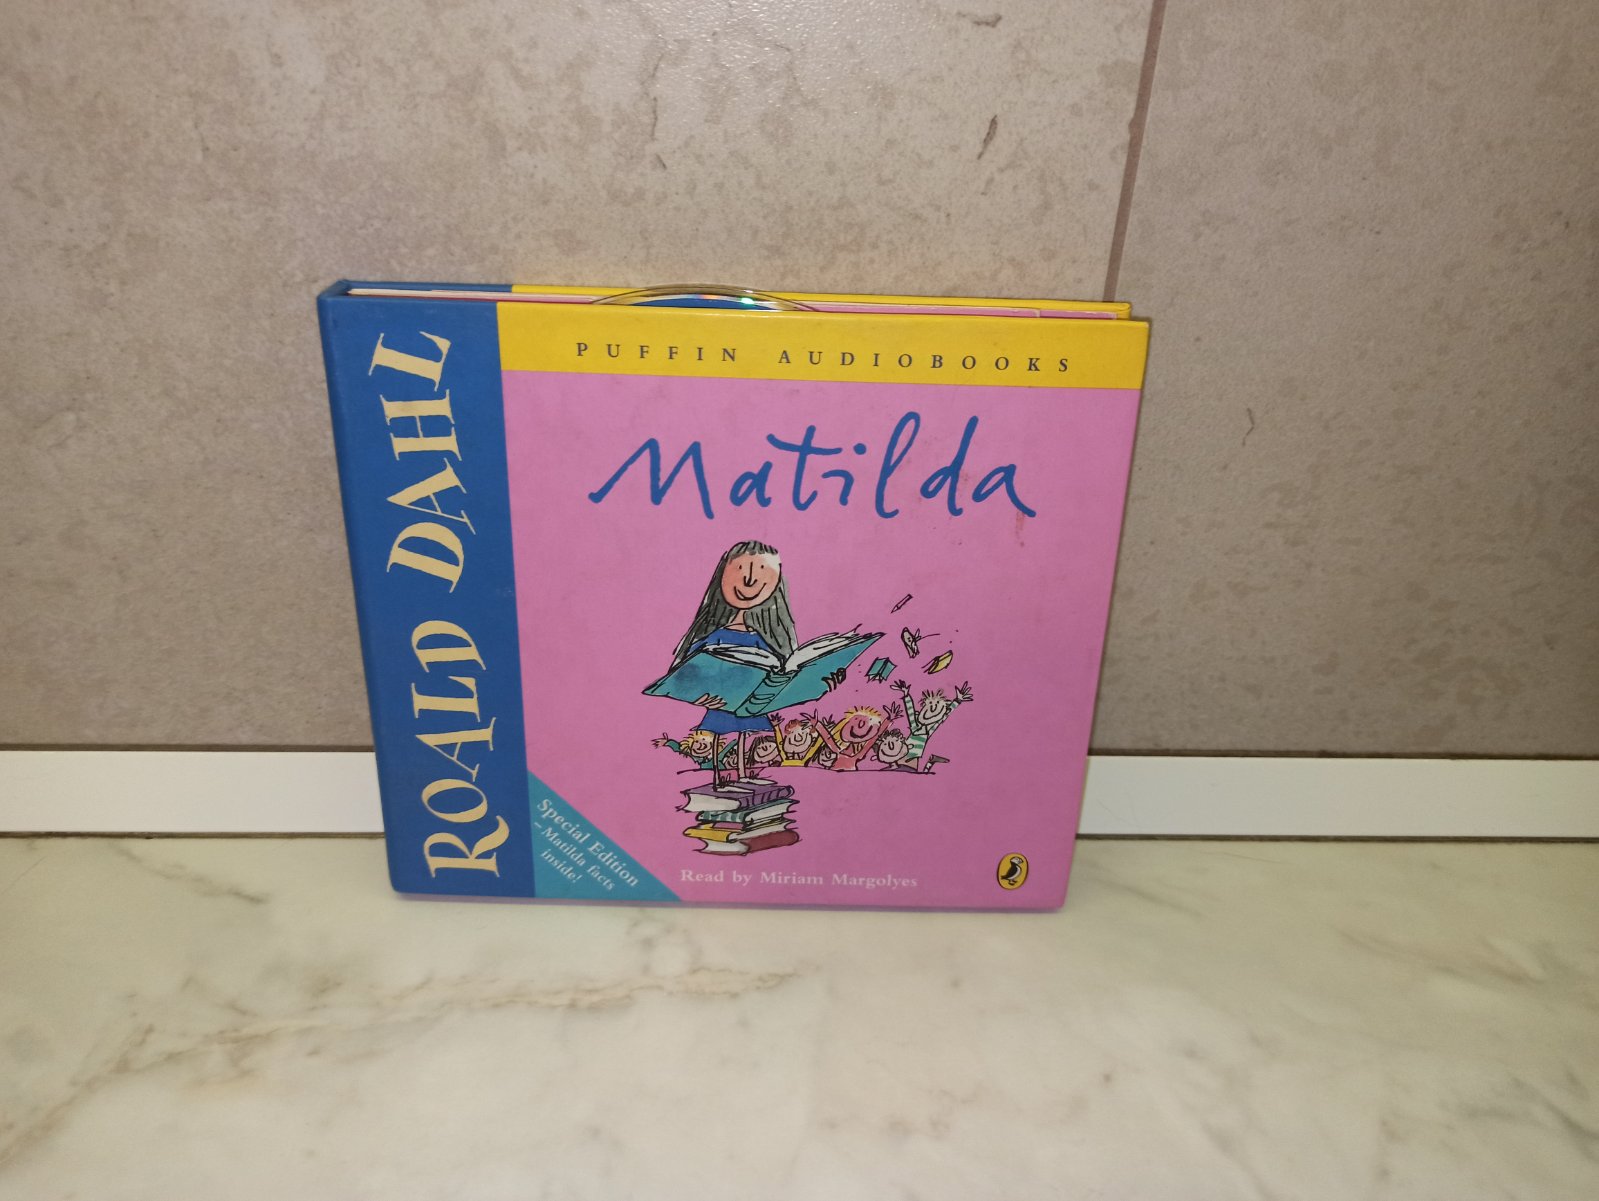 ROALD DAHL
PUFFIN AUDIOBOOKS
Matilda
Special Edition
– Matilda facts
inside!
Read by Miriam Margolyes